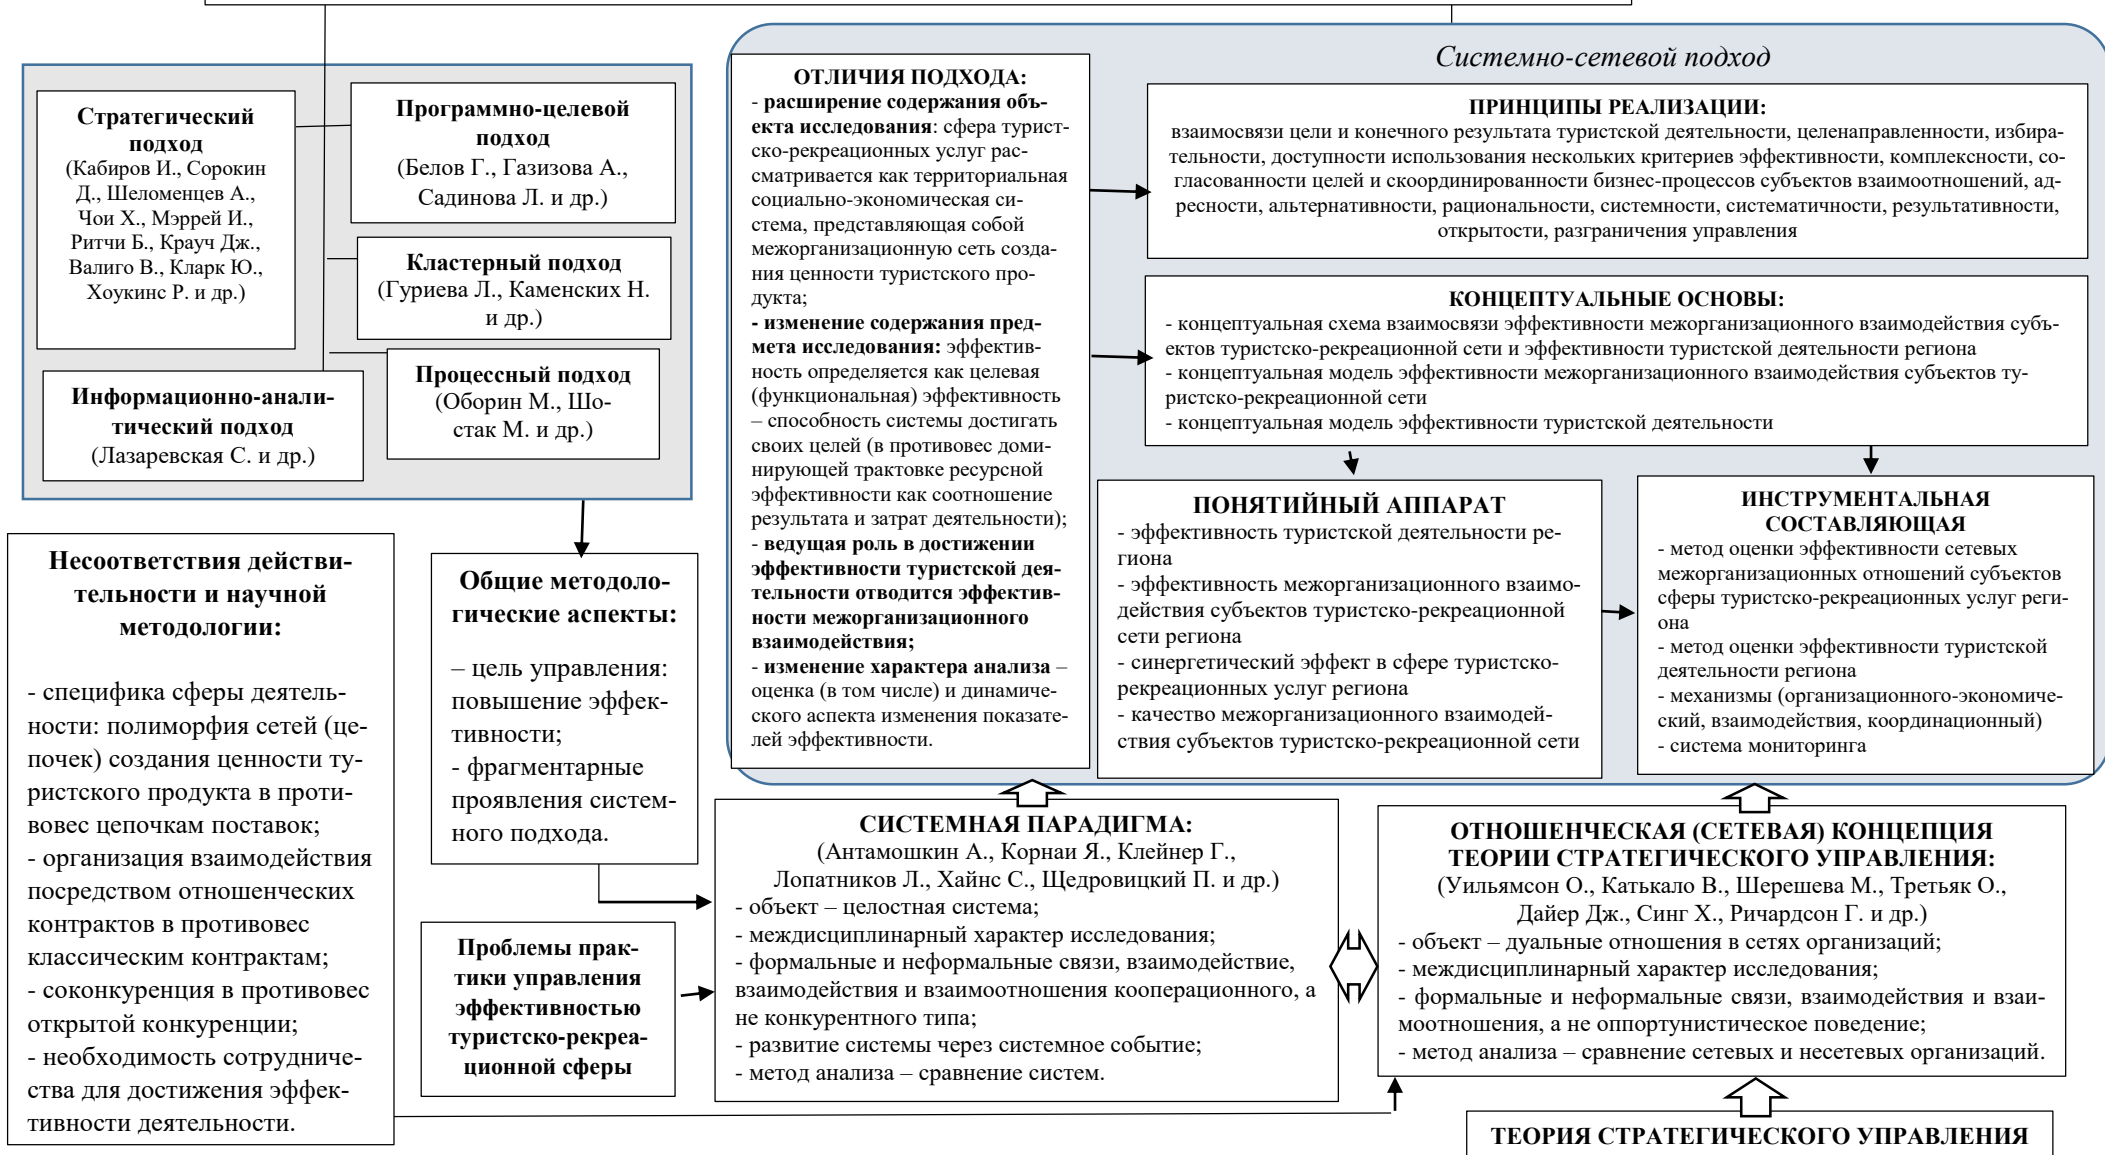 Системно-сетевой подход
Стратегический
подход
(Кабиров И., Сорокин
Д., Шеломенцев А.,
Чои Х., Мэррей И.,
Ритчи Б., Крауч Дж.,
Валиго В., Кларк Ю.,
Хоукинс Р. и др.)
Программно-целевой
подход
(Белов Г., Газизова А.,
Садинова Л. и др.)
Кластерный подход
(Гуриева Л., Каменских Н.
и др.)
Процессный подход
(Оборин М., Шо-
стак М. и др.)
Информационно-анали-
тический подход
(Лазаревская С. и др.)
ОТЛИЧИЯ ПОДХОДА:
- расширение содержания объ-
екта исследования: сфера турист-
ско-рекреационных услуг рас-
сматривается как территориальная
социально-экономическая си-
стема, представляющая собой
межорганизационную сеть созда-
ния ценности туристского про-
дукта;
- изменение содержания пред-
мета исследования: эффектив-
ность определяется как целевая
(функциональная) эффективность
– способность системы достигать
своих целей (в противовес доми-
нирующей трактовке ресурсной
эффективности как соотношение
результата и затрат деятельности);
- ведущая роль в достижении
эффективности туристской дея-
тельности отводится эффектив-
ности межорганизационного
взаимодействия;
- изменение характера анализа –
оценка (в том числе) и динамиче-
ского аспекта изменения показате-
лей эффективности.
ПРИНЦИПЫ РЕАЛИЗАЦИИ:
взаимосвязи цели и конечного результата туристской деятельности, целенаправленности, избира-
тельности, доступности использования нескольких критериев эффективности, комплексности, со-
гласованности целей и скоординированности бизнес-процессов субъектов взаимоотношений, ад-
ресности, альтернативности, рациональности, системности, систематичности, результативности,
открытости, разграничения управления
КОНЦЕПТУАЛЬНЫЕ ОСНОВЫ:
- концептуальная схема взаимосвязи эффективности межорганизационного взаимодействия субъ-
ектов туристско-рекреационной сети и эффективности туристской деятельности региона
- концептуальная модель эффективности межорганизационного взаимодействия субъектов ту-
ристско-рекреационной сети
- концептуальная модель эффективности туристской деятельности
ПОНЯТИЙНЫЙ АППАРАТ
- эффективность туристской деятельности ре-
гиона
- эффективность межорганизационного взаимо-
действия субъектов туристско-рекреационной
сети региона
- синергетический эффект в сфере туристско-
рекреационных услуг региона
- качество межорганизационного взаимодей-
ствия субъектов туристско-рекреационной сети
ИНСТРУМЕНТАЛЬНАЯ
СОСТАВЛЯЮЩАЯ
- метод оценки эффективности сетевых
межорганизационных отношений субъектов
сферы туристско-рекреационных услуг реги-
она
- метод оценки эффективности туристской
деятельности региона
- механизмы (организационного-экономиче-
ский, взаимодействия, координационный)
- система мониторинга
Несоответствия действи-
тельности и научной
методологии:
- специфика сферы деятель-
ности: полиморфия сетей (це-
почек) создания ценности ту-
ристского продукта в проти-
вовес цепочкам поставок;
- организация взаимодействия
посредством отношенческих
контрактов в противовес
классическим контрактам;
- соконкуренция в противовес
открытой конкуренции;
- необходимость сотрудниче-
ства для достижения эффек-
тивности деятельности.
Общие методоло-
гические аспекты:
– цель управления:
повышение эффек-
тивности;
- фрагментарные
проявления систем-
ного подхода.
Проблемы прак-
тики управления
эффективностью
туристско-рекреа-
ционной сферы
СИСТЕМНАЯ ПАРАДИГМА:
(Антамошкин А., Корнаи Я., Клейнер Г.,
Лопатников Л., Хайнс С., Щедровицкий П. и др.)
- объект – целостная система;
- междисциплинарный характер исследования;
- формальные и неформальные связи, взаимодействие,
взаимодействия и взаимоотношения кооперационного, а
не конкурентного типа;
- развитие системы через системное событие;
- метод анализа – сравнение систем.
ОТНОШЕНЧЕСКАЯ (СЕТЕВАЯ) КОНЦЕПЦИЯ
ТЕОРИИ СТРАТЕГИЧЕСКОГО УПРАВЛЕНИЯ:
(Уильямсон О., Катькало В., Шерешева М., Третьяк О.,
Дайер Дж., Синг Х., Ричардсон Г. и др.)
- объект – дуальные отношения в сетях организаций;
- междисциплинарный характер исследования;
- формальные и неформальные связи, взаимодействия и взаи-
моотношения, а не оппортунистическое поведение;
- метод анализа – сравнение сетевых и несетевых организаций.
ТЕОРИЯ СТРАТЕГИЧЕСКОГО УПРАВЛЕНИЯ